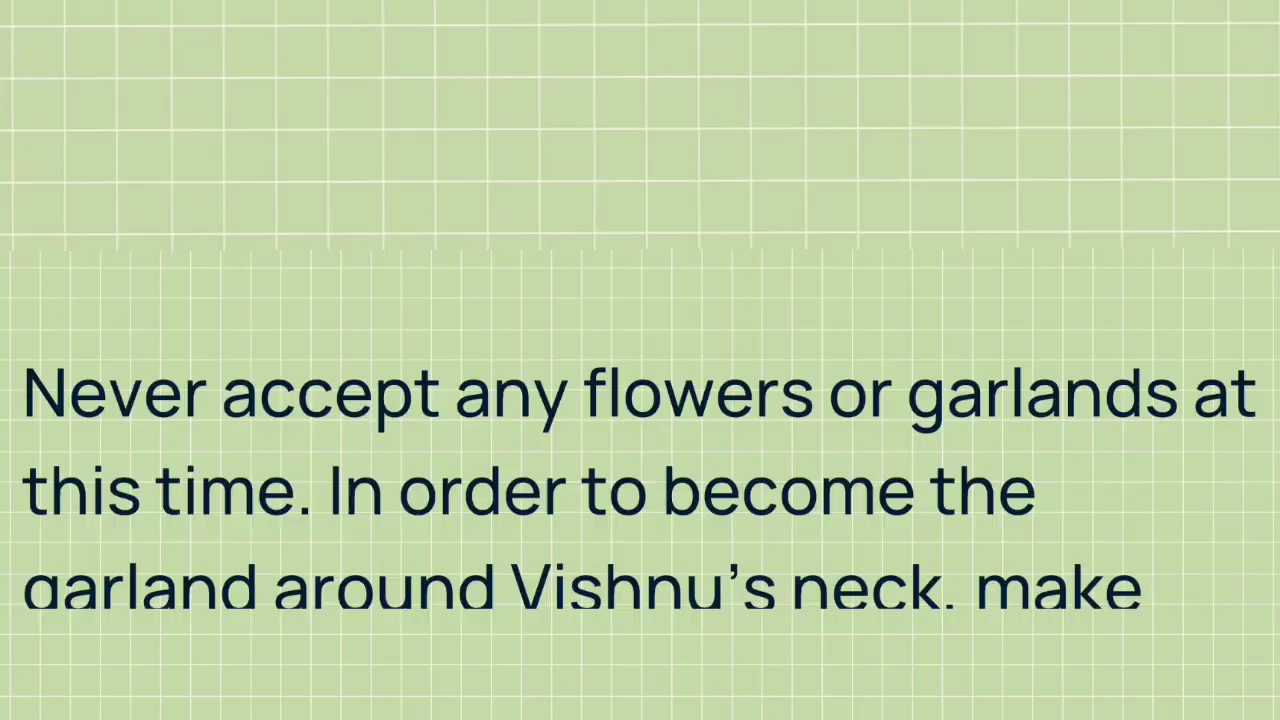 Never accept any flowers or garlands at
this time. In order to become the
garland around Vishnu’s neck, make